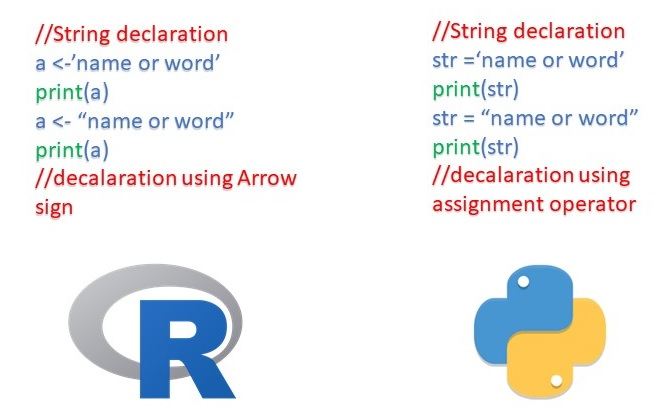 //String declaration
a <-’name or word’
print(a)
a <- “name or word”
print(a)
//decalaration using Arrow
sign
R
//String declaration
str =‘name or word’
print(str)
str = “name or word”
print(str)
//decalaration using
assignment operator